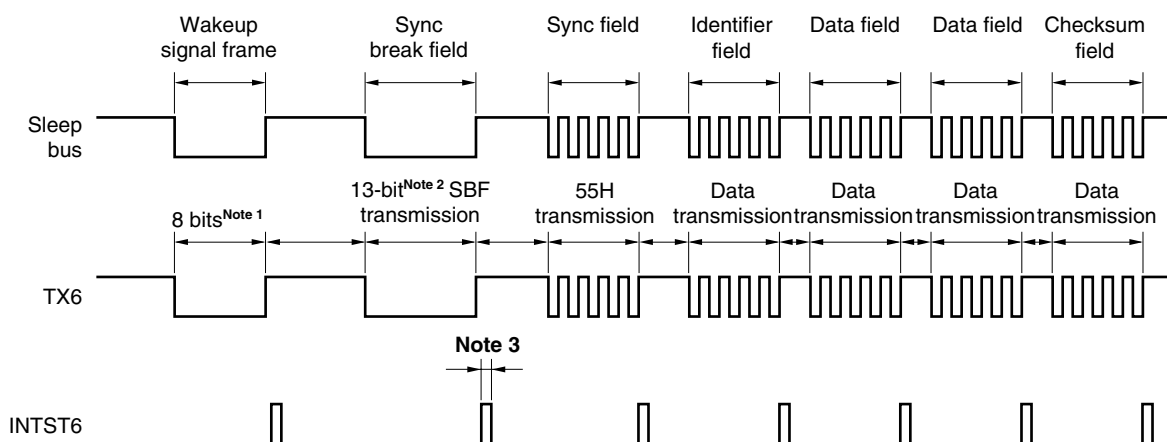 Wakeup
signal frame
Sync
break field
Sync field
Identifier
field
Data field
Data field
Checksum
field
Sleep
bus
8 bitsNote 1
13-bitNote 2 SBF
transmission
55H
transmission
Data
transmission
Data
transmission
Data
transmission
Data
transmission
TX6
Note 3
INTST6